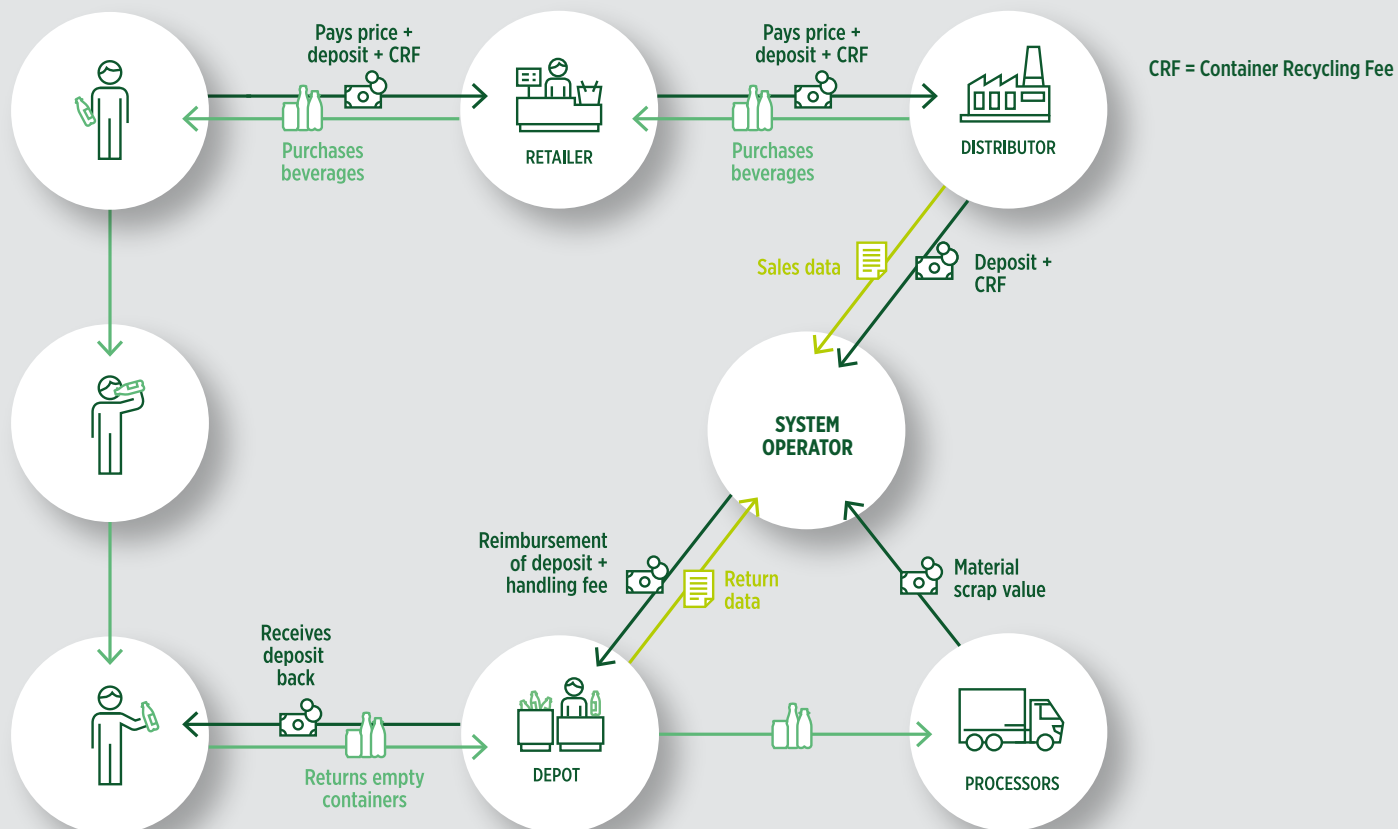 Pays price +
deposit + CRF
Pays price +
deposit + CRF
CRF = Container Recycling Fee
Purchases
beverages
RETAILER
Purchases
beverages
DISTRIBUTOR
Sales data
Deposit +
CRF
SYSTEM
OPERATOR
Reimbursement
of deposit +
handling fee
Return
data
Material
scrap value
Receives
deposit
back
Returns empty
containers
DEPOT
PROCESSORS